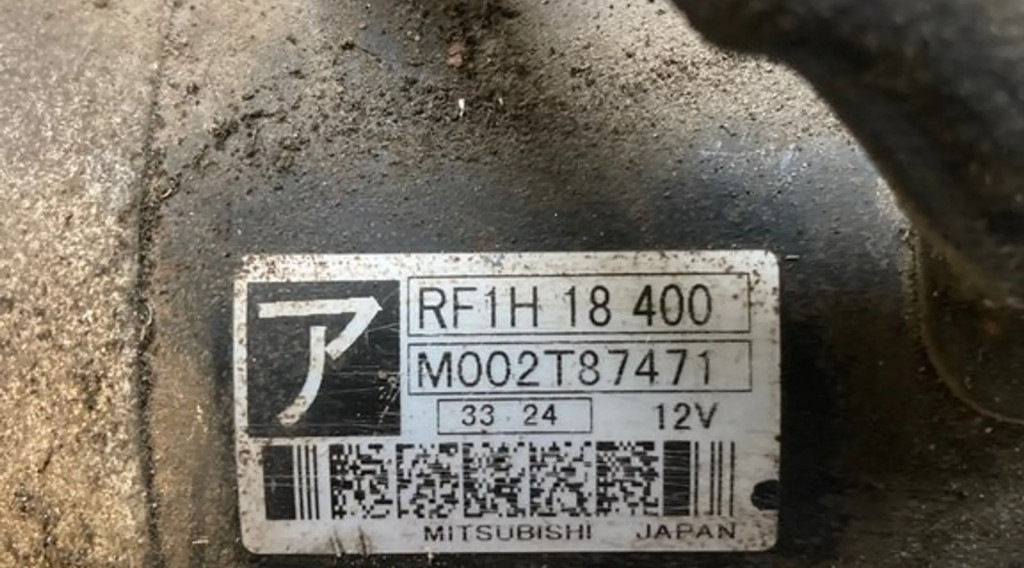 ア
RF1H 18 400
M002T87471
33 24 12V
MITSUBISHI JAPAN